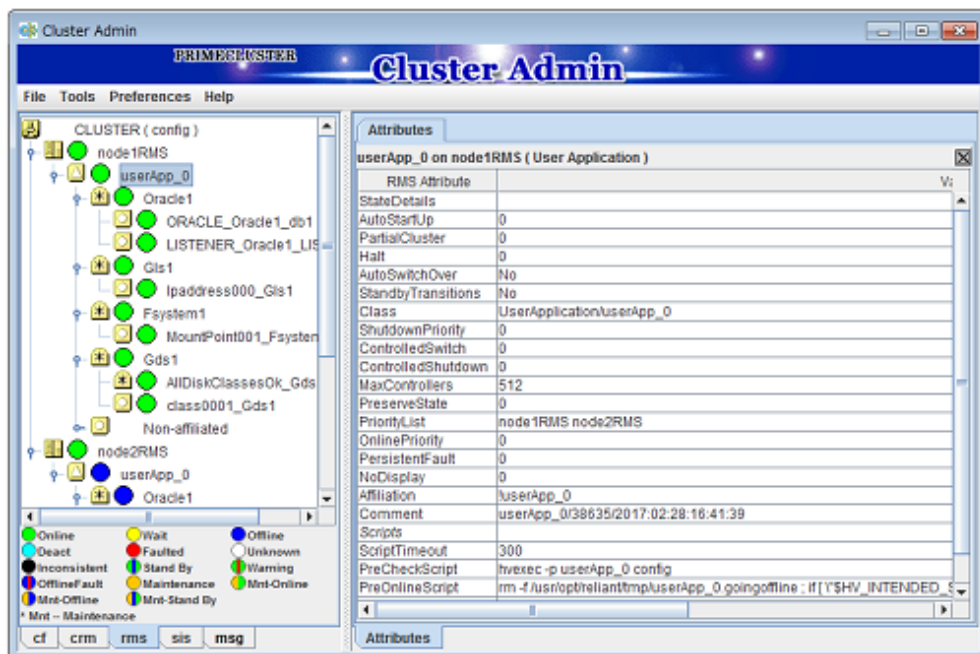 Cluster Admin
PRIMECLUSTER
Cluster Admin
File Tools Preferences Help
CLUSTER ( config )
node1RMS
userApp_0
Oracle1
ORACLE_Oracle1_db1
LISTENER_Oracle1_LIS
Gls1
Ipaddress000_Gls1
Fsystem1
MountPoint001_Fsystem
Gds1
AllDiskClassesOk_Gds
class0001_Gds1
Non-affiliated
node2RMS
userApp_0
Oracle1
Online Wait Offline
Deact Faulted Unknown
Inconsistent Stand By Warning
OfflineFault Maintenance Mnt-Online
Mnt-Offline Mnt-Stand By
* Mnt -- Maintenance
cf crm rms sis msg
Attributes
userApp_0 on node1RMS ( User Application )
RMS Attribute Va
StateDetails
AutoStartUp 0
PartialCluster 0
Halt 0
AutoSwitchOver No
StandbyTransitions No
Class UserApplication/userApp_0
ShutdownPriority 0
ControlledSwitch 0
ControlledShutdown 0
MaxControllers 512
PreserveState 0
PriorityList node1RMS node2RMS
OnlinePriority 0
PersistentFault 0
NoDisplay 0
Affiliation !userApp_0
Comment userApp_0/38635/2017:02:28:16:41:39
Scripts
ScriptTimeout 300
PreCheckScript hvexec -p userApp_0 config
PreOnlineScript rm -f /usr/opt/reliant/tmp/userApp_0.goingoffline ; if [ \"$HV_INTENDED_S
Attributes